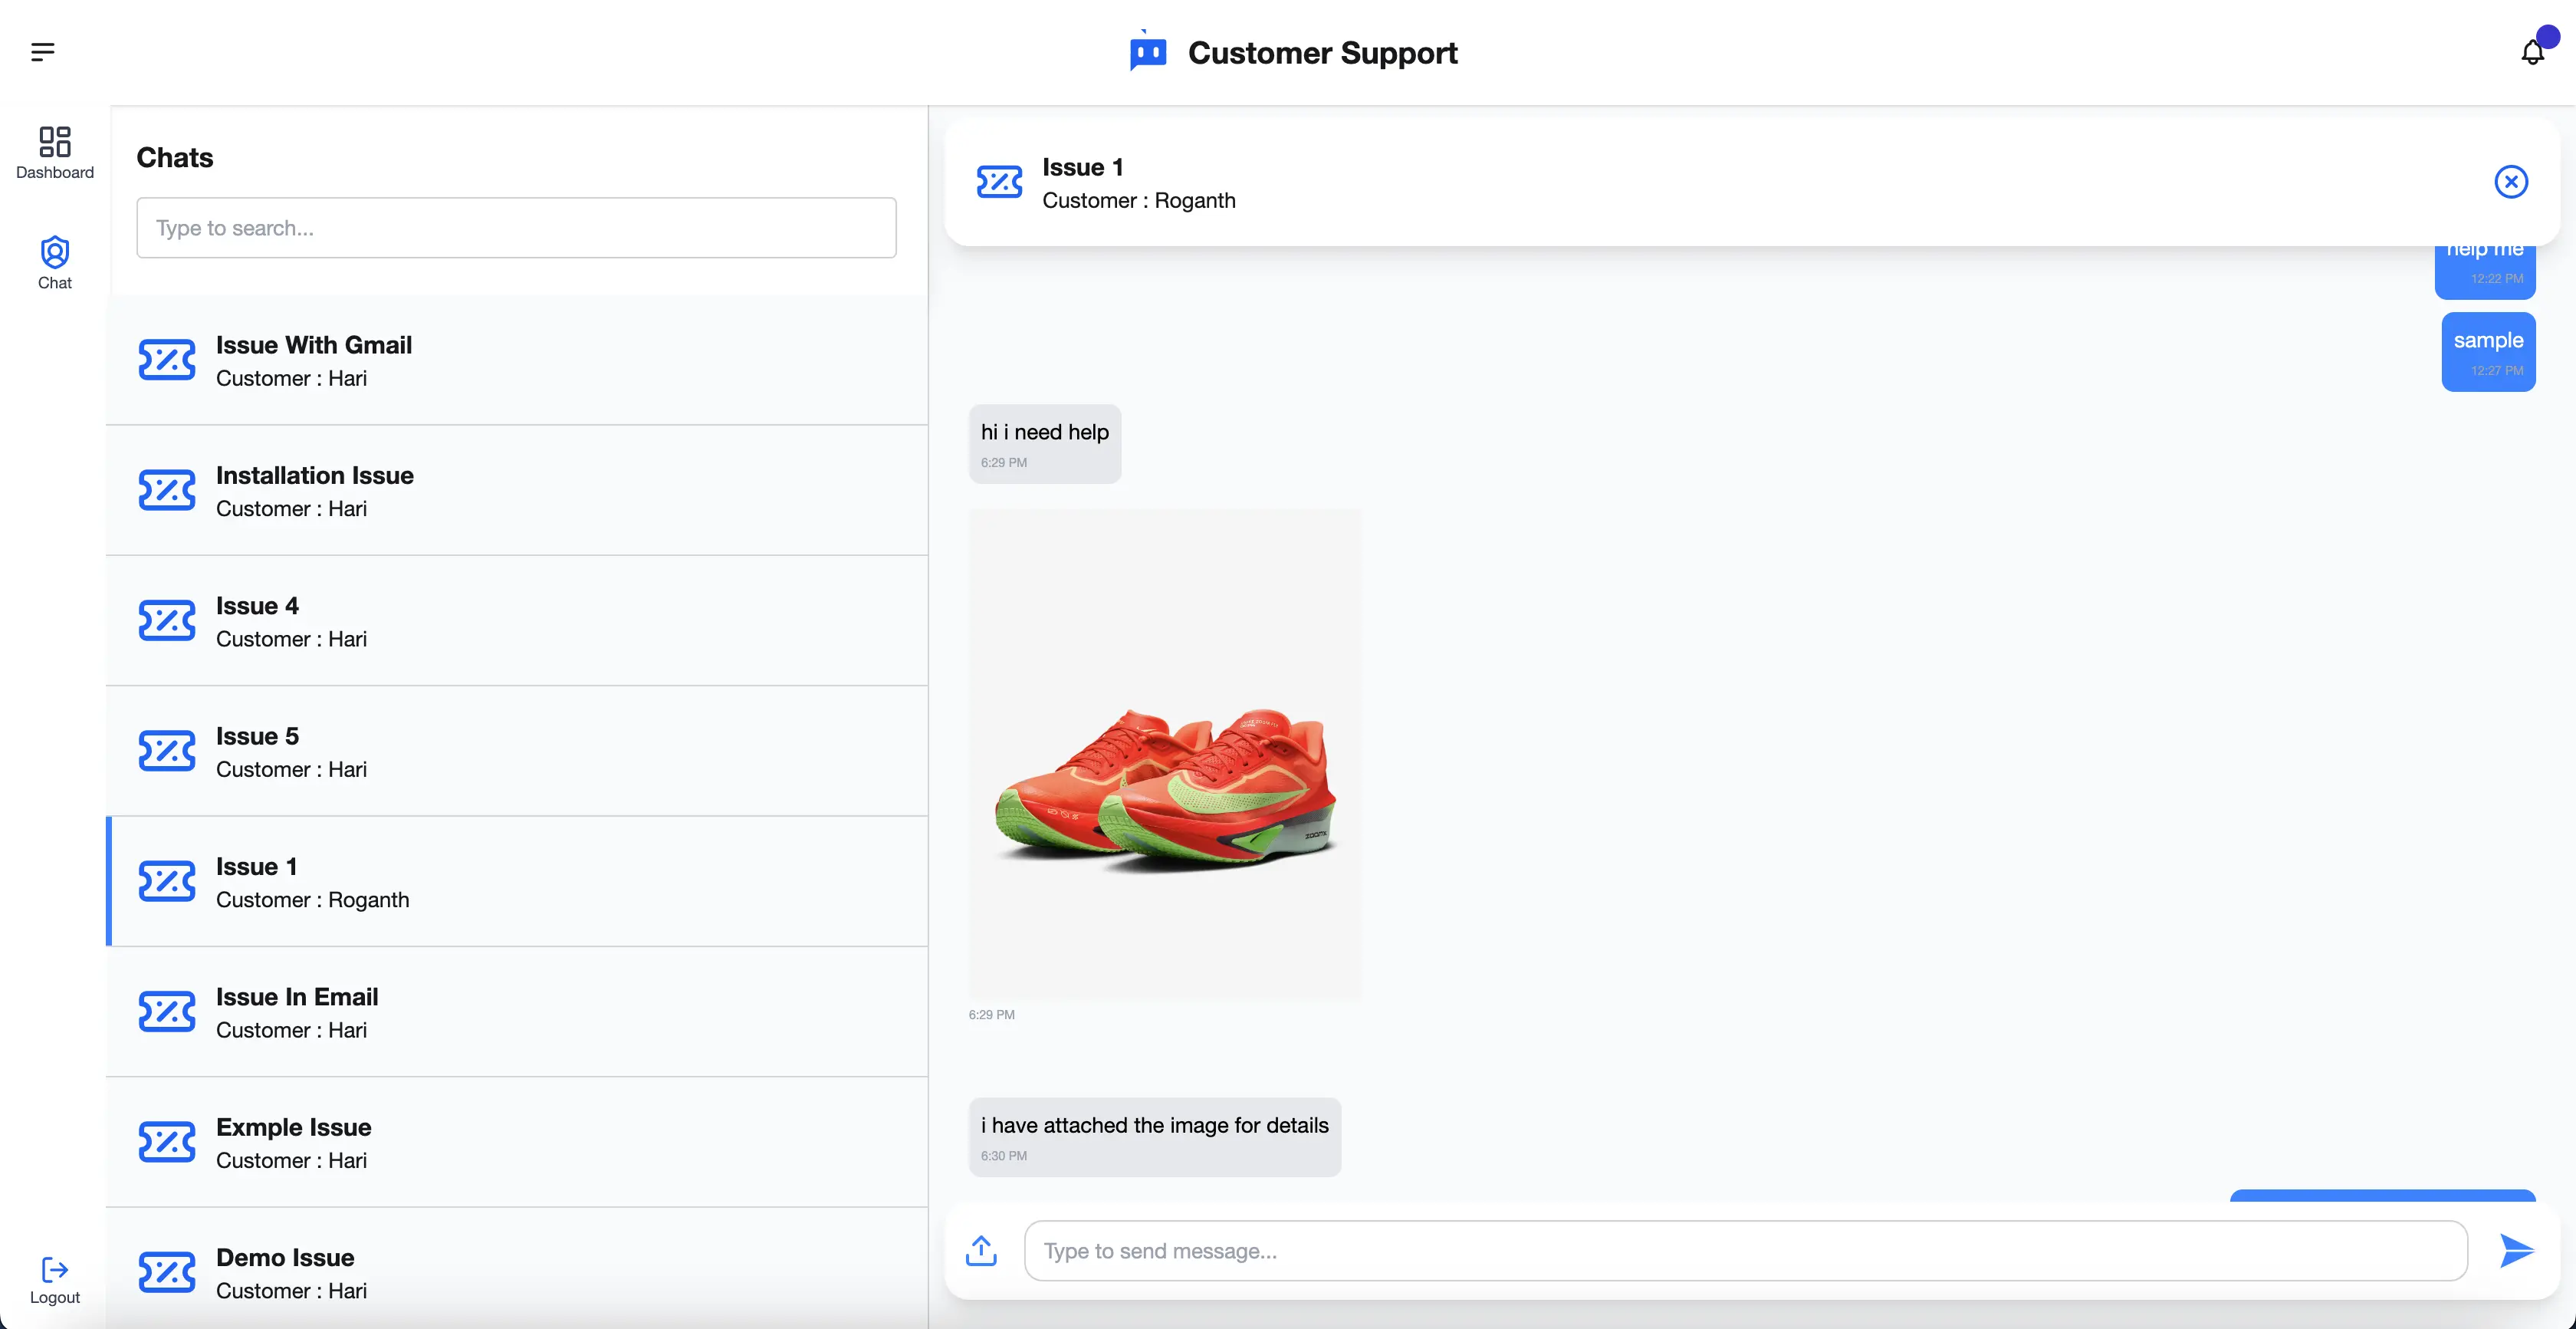 Customer Support
Dashboard
Chat
Logout
Chats
Type to search...
Issue With Gmail
Customer : Hari
Installation Issue
Customer : Hari
Issue 4
Customer : Hari
Issue 5
Customer : Hari
Issue 1
Customer : Roganth
Issue In Email
Customer : Hari
Exmple Issue
Customer : Hari
Demo Issue
Customer : Hari
Issue 1
Customer : Roganth
help me
12:22 PM
sample
12:27 PM
hi i need help
6:29 PM
ZOOMX
6:29 PM
i have attached the image for details
6:30 PM
Type to send message...